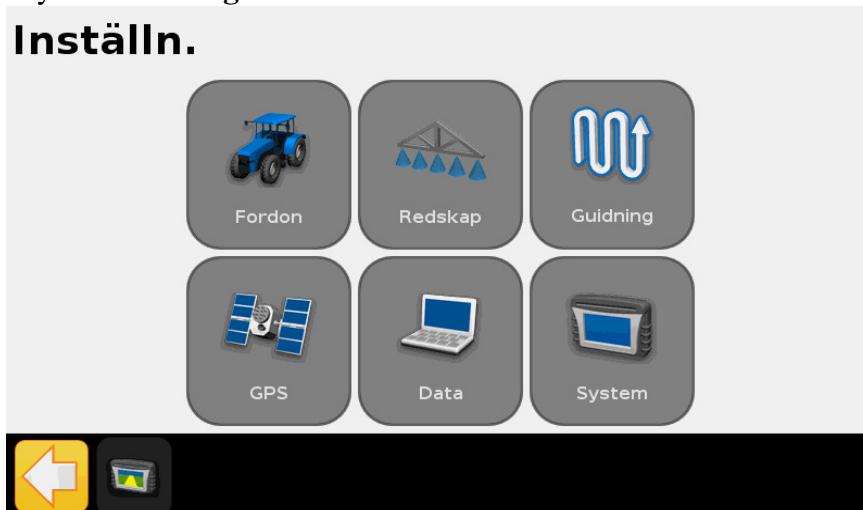 Inställn.
Fordon
Redskap
Guidning
GPS
Data
System